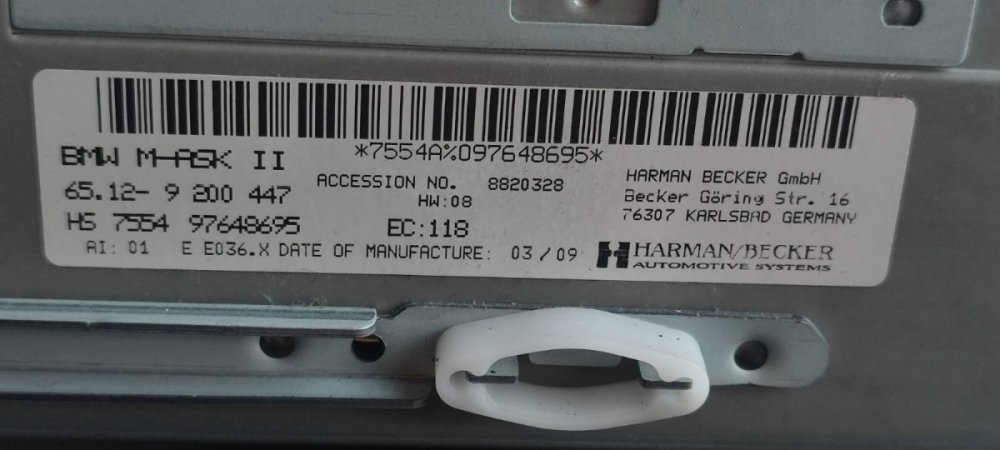 *7554A%097648695*
BMW M-ASK II
65.12- 9 200 447
HS 7554 97648695
AI: 01 E E036.X DATE OF MANUFACTURE: 03/09
ACCESSION NO. 8820328
HW:08
EC:118
HARMAN BECKER GmbH
Becker Göring Str. 16
76307 KARLSBAD GERMANY
HARMAN/BECKER
AUTOMOTIVE SYSTEMS